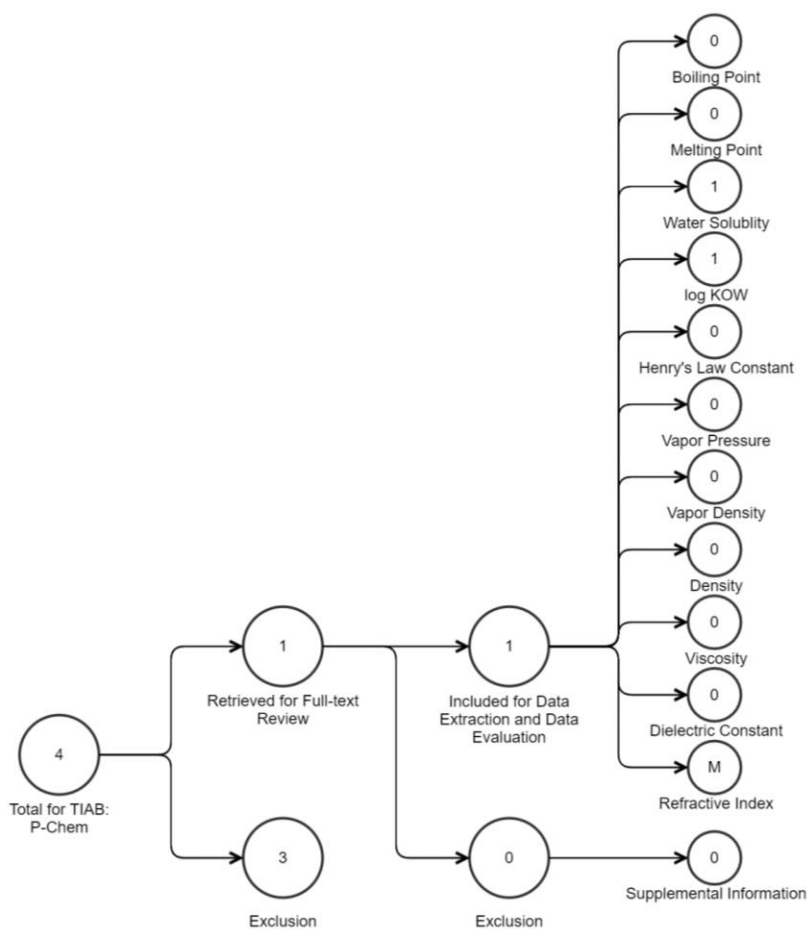 0
Boiling Point
0
Melting Point
1
Water Solublity
1
log KOW
0
Henry's Law Constant
0
Vapor Pressure
0
Vapor Density
0
Density
0
Viscosity
0
Dielectric Constant
M
Refractive Index
1
Retrieved for Full-text
Review
1
Included for Data
Extraction and Data
Evaluation
4
Total for TIAB:
P-Chem
3
Exclusion
0
Exclusion
0
Supplemental Information